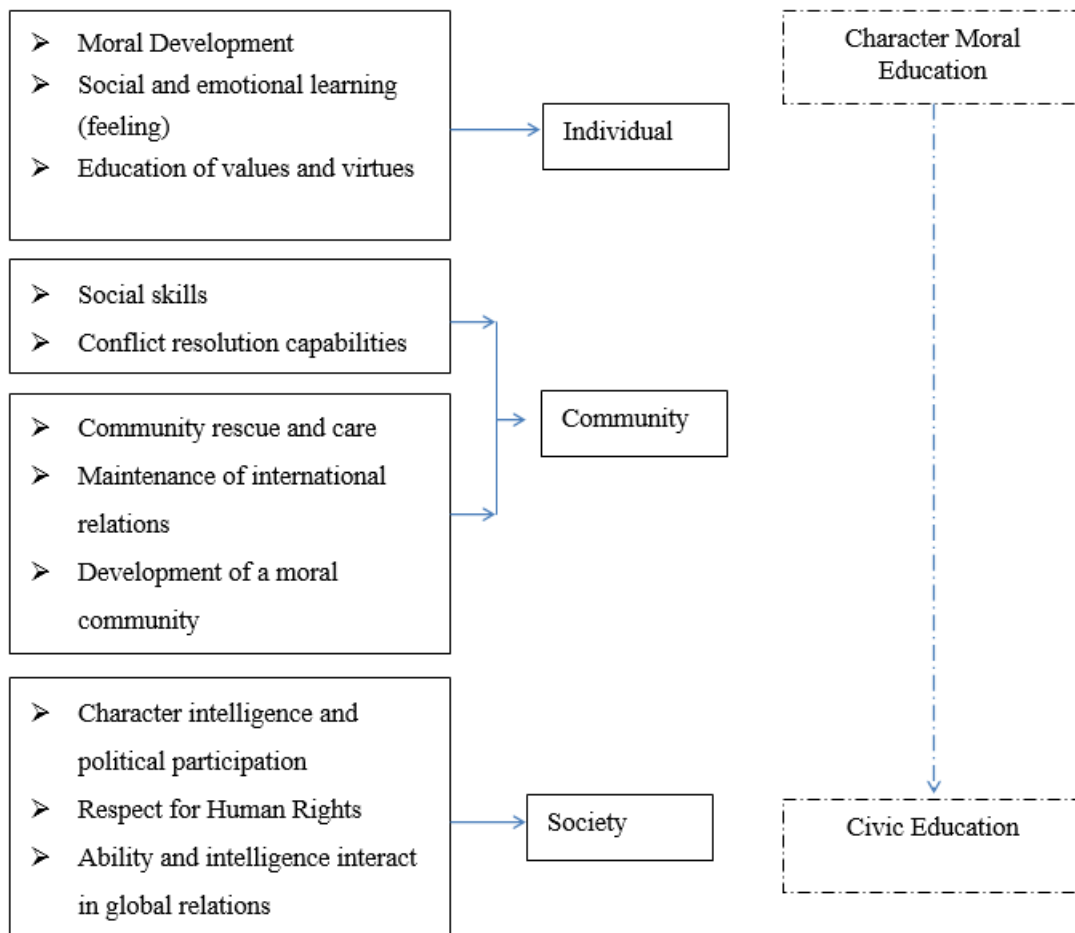 ➢ Moral Development
➢ Social and emotional learning
(feeling)
➢ Education of values and virtues
Individual
Character Moral
Education
➢ Social skills
➢ Conflict resolution capabilities
➢ Community rescue and care
➢ Maintenance of international
relations
➢ Development of a moral
community
Community
➢ Character intelligence and
political participation
➢ Respect for Human Rights
➢ Ability and intelligence interact
in global relations
Society
Civic Education